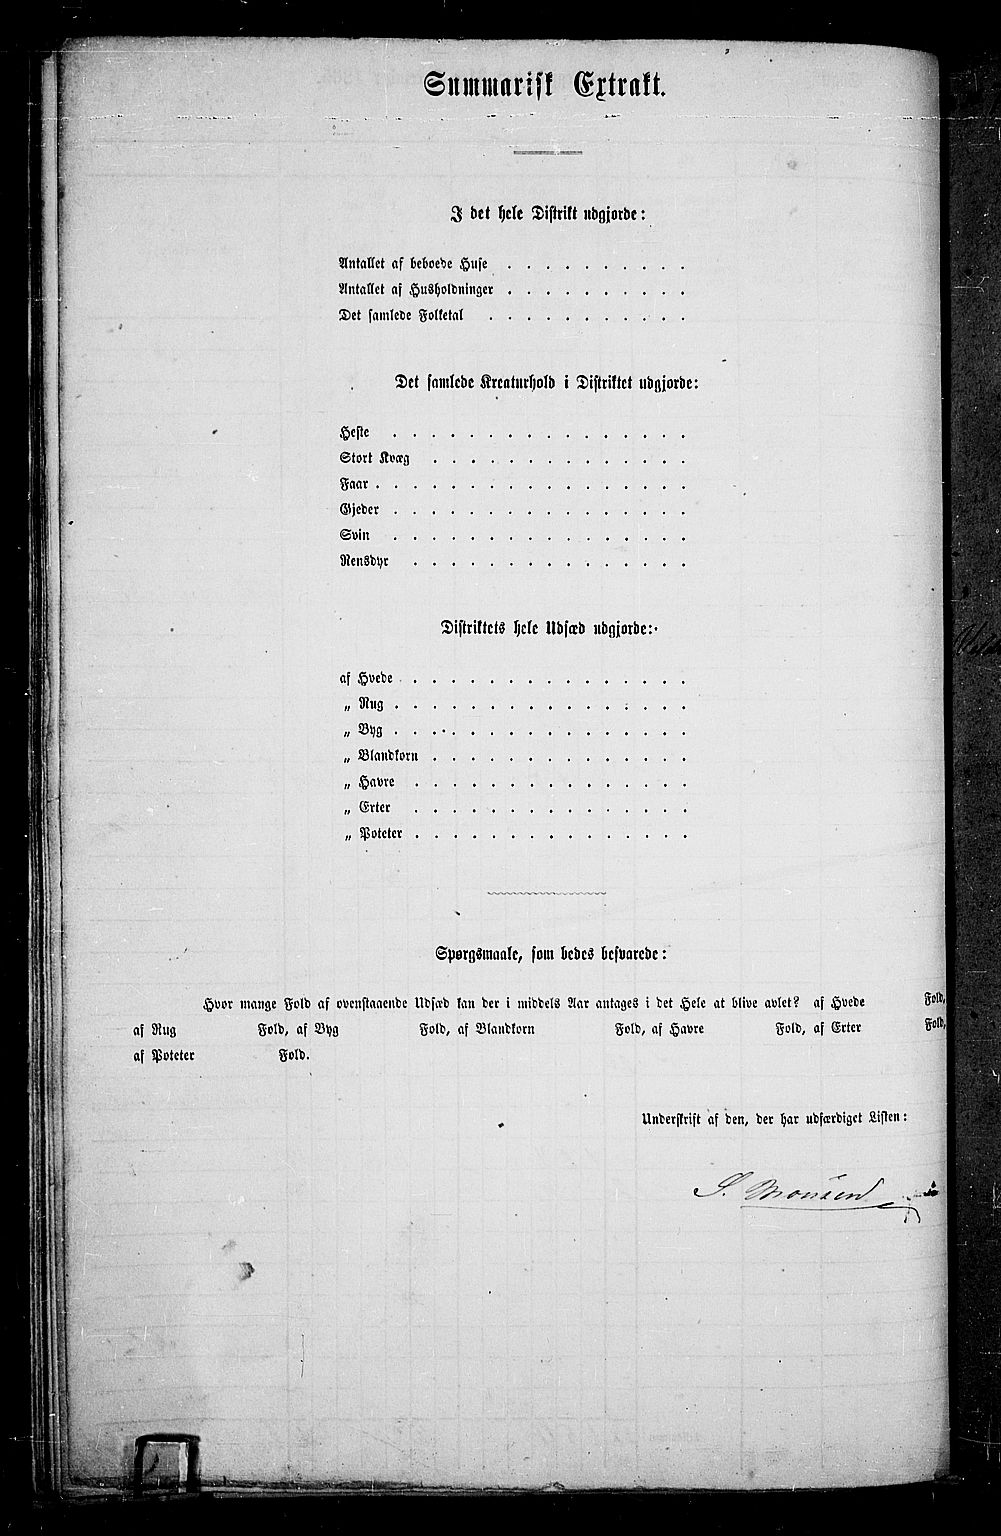 Summarisk Extrakt.
I det hele Distrikt udgjorde:
Antallet af beboede Huse . . . . . . . . . .
Antallet af Husholdninger . . . . . . . . . .
Det samlede Folketal . . . . . . . . . . .
Det samlede Kreaturhold i Distriktet udgjorde:
Heste . . . . . . . . . . . . . . . .
Stort Kvæg . . . . . . . . . . . . . .
Faar . . . . . . . . . . . . . . . . .
Gjeder . . . . . . . . . . . . . . . .
Svin . . . . . . . . . . . . . . . .
Rensdyr . . . . . . . . . . . . . . .
Distriktets hele Udsæd udgjorde:
af Hvede . . . . . . . . . . . . . . .
„ Rug . . . . . . . . . . . . . . . .
„ Byg . . . . . . . . . . . . . . . .
„ Blandkorn . . . . . . . . . . . . . .
„ Havre . . . . . . . . . . . . . . .
„ Erter . . . . . . . . . . . . . . .
„ Poteter . . . . . . . . . . . . . . .
Spørgsmaale, som bedes besvarede:
Hvor mange Fold af ovenstaaende Udsæd kan der i middels Aar antages i det Hele at blive avlet? af Hvede Fold,
af Rug Fold, af Byg Fold, af Blandkorn Fold, af Havre Fold, af Erter Fold,
af Poteter Fold.
Underskrift af den, der har udfærdiget Listen:
S. Monsen